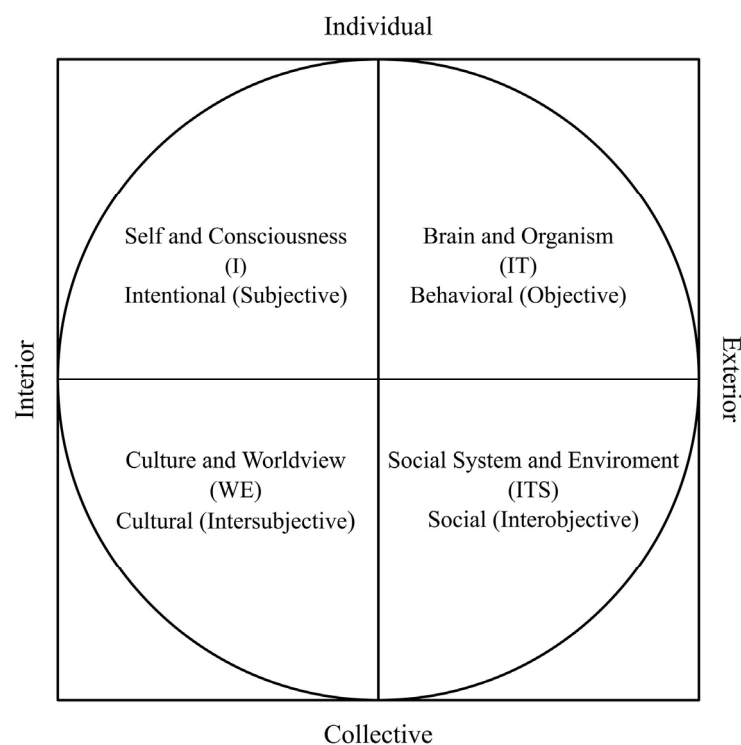 Individual
Self and Consciousness
(I)
Intentional (Subjective)
Brain and Organism
(IT)
Behavioral (Objective)
Interior
Exterior
Culture and Worldview
(WE)
Cultural (Intersubjective)
Social System and Enviroment
(ITS)
Social (Interobjective)
Collective